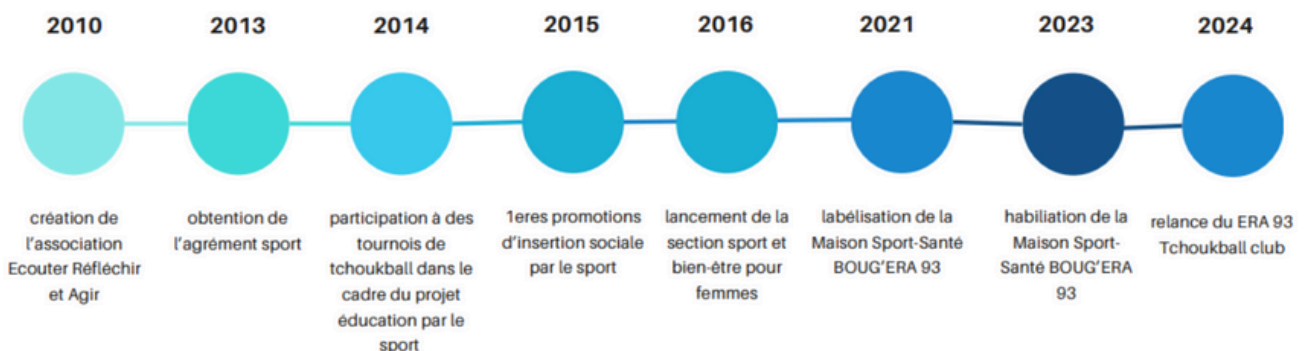 2010
2013
2014
2015
2016
2021
2023
2024
création de
l'association
Ecouter Réfléchir
et Agir
obtention de
l'agrément sport
participation à des
tournois de
tchoukball dans le
cadre du projet
éducation par le
sport
1eres promotions
d'insertion sociale
par le sport
lancement de la
section sport et
bien-être pour
femmes
labélisation de la
Maison Sport-Santé
BOUG'ERA 93
habiliation de la
Maison Sport-
Santé BOUG'ERA
93
relance du ERA 93
Tchoukball club